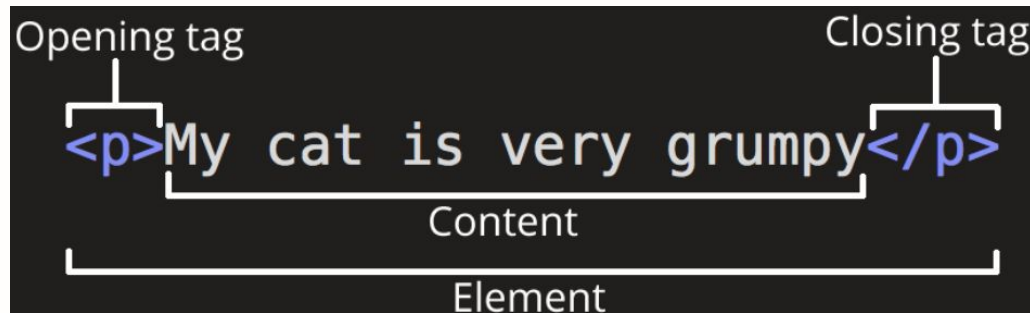 Opening tag
Closing tag
<p>My cat is very grumpy</p>
Content
Element